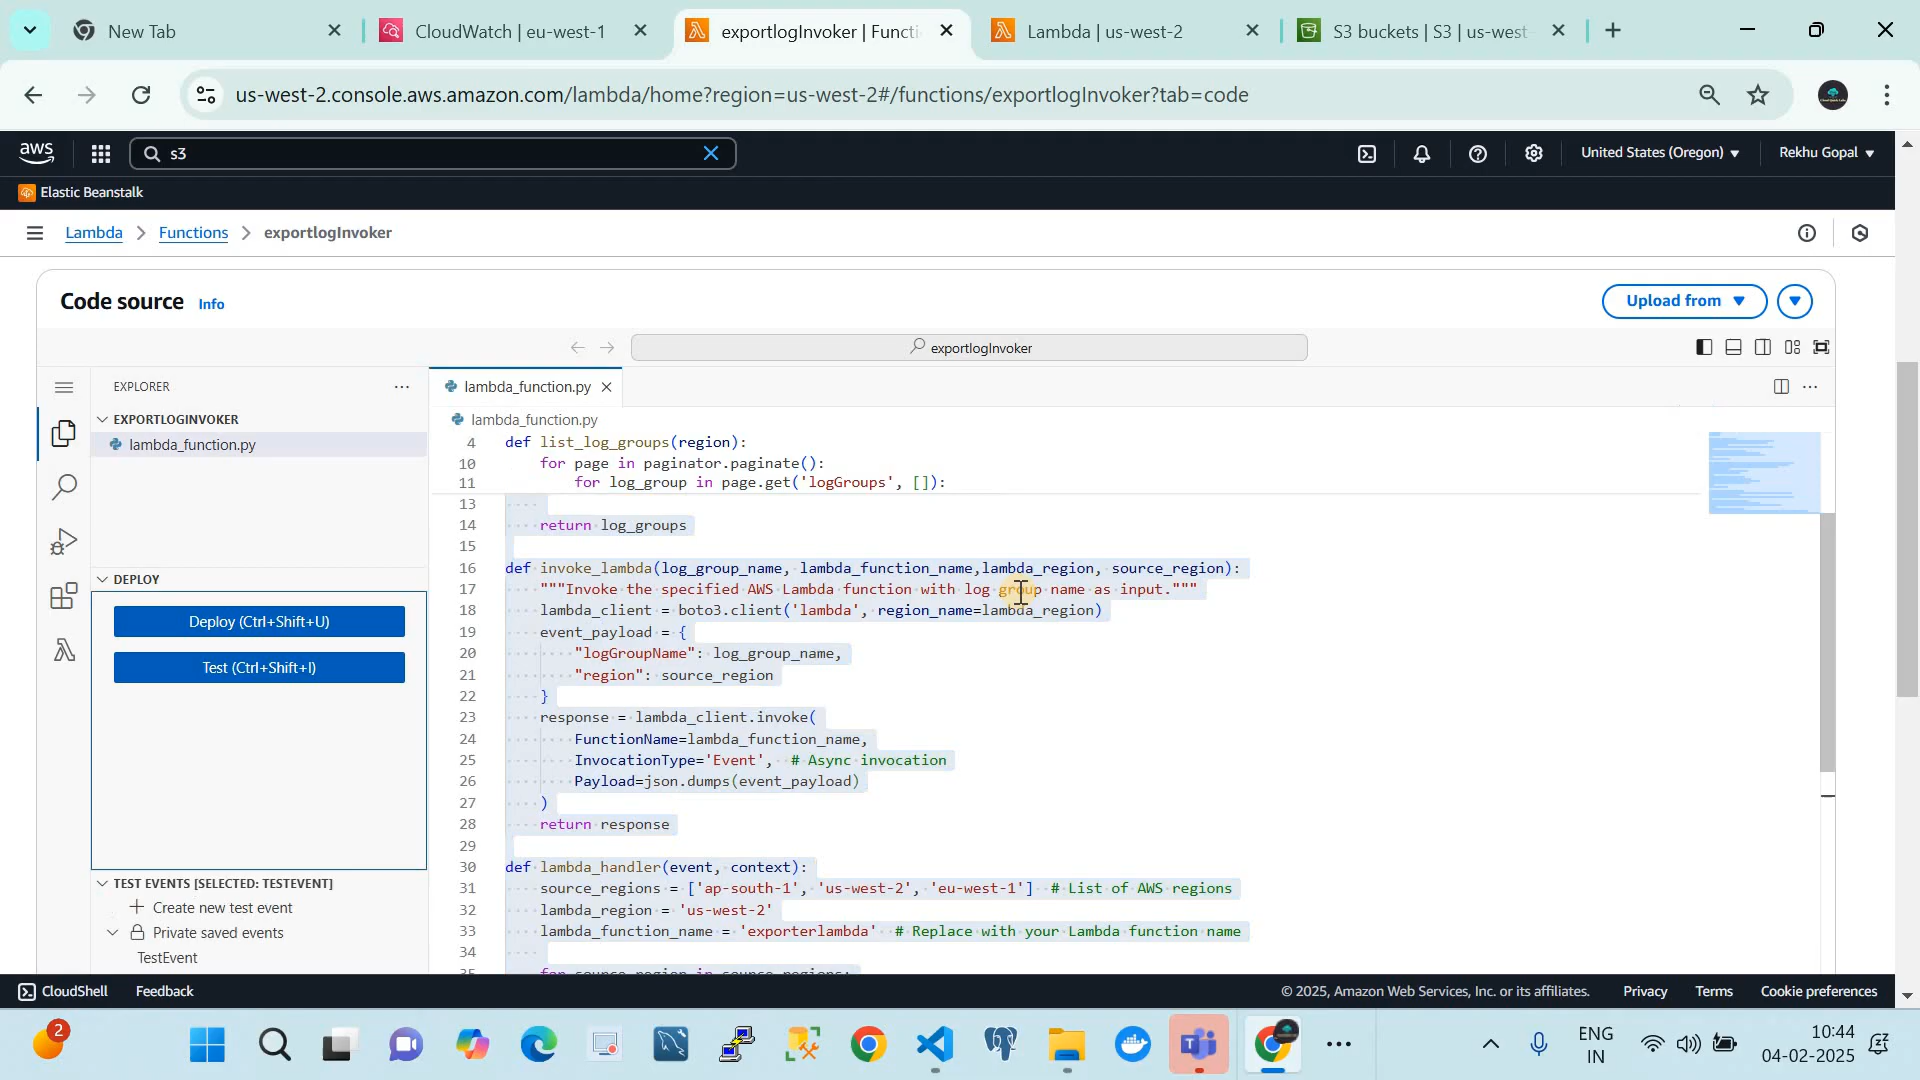 New Tab
CloudWatch | eu-west-1
exportlogInvoker | Functi
Lambda | us-west-2
S3 buckets | S3 | us-west-
us-west-2.console.aws.amazon.com/lambda/home?region=us-west-2#/functions/exportlogInvoker?tab=code
aws
s3
United States (Oregon)
Rekhu Gopal
Elastic Beanstalk
Lambda
Functions
exportlogInvoker
Code source Info
Upload from
exportlogInvoker
EXPLORER
EXPORTLOGINVOKER
lambda_function.py
DEPLOY
Deploy (Ctrl+Shift+U)
Test (Ctrl+Shift+I)
TEST EVENTS [SELECTED: TESTEVENT]
Create new test event
Private saved events
TestEvent
lambda_function.py
lambda_function.py
4 def list_log_groups(region):
10 for page in paginator.paginate():
11 for log_group in page.get('logGroups', []):
13
14 return log_groups
15
16 def invoke_lambda(log_group_name, lambda_function_name,lambda_region, source_region):
17 """Invoke the specified AWS Lambda function with log group name as input."""
18 lambda_client = boto3.client('lambda', region_name=lambda_region)
19 event_payload = {
20 "logGroupName": log_group_name,
21 "region": source_region
22 }
23 response = lambda_client.invoke(
24 FunctionName=lambda_function_name,
25 InvocationType='Event', # Async invocation
26 Payload=json.dumps(event_payload)
27 )
28 return response
29
30 def lambda_handler(event, context):
31 source_regions = ['ap-south-1', 'us-west-2', 'eu-west-1'] # List of AWS regions
32 lambda_region = 'us-west-2'
33 lambda_function_name = 'exporterlambda' # Replace with your Lambda function name
34
35 for source_region in source_regions:
CloudShell
Feedback
© 2025, Amazon Web Services, Inc. or its affiliates.
Privacy
Terms
Cookie preferences
2
ENG
IN
10:44
04-02-2025